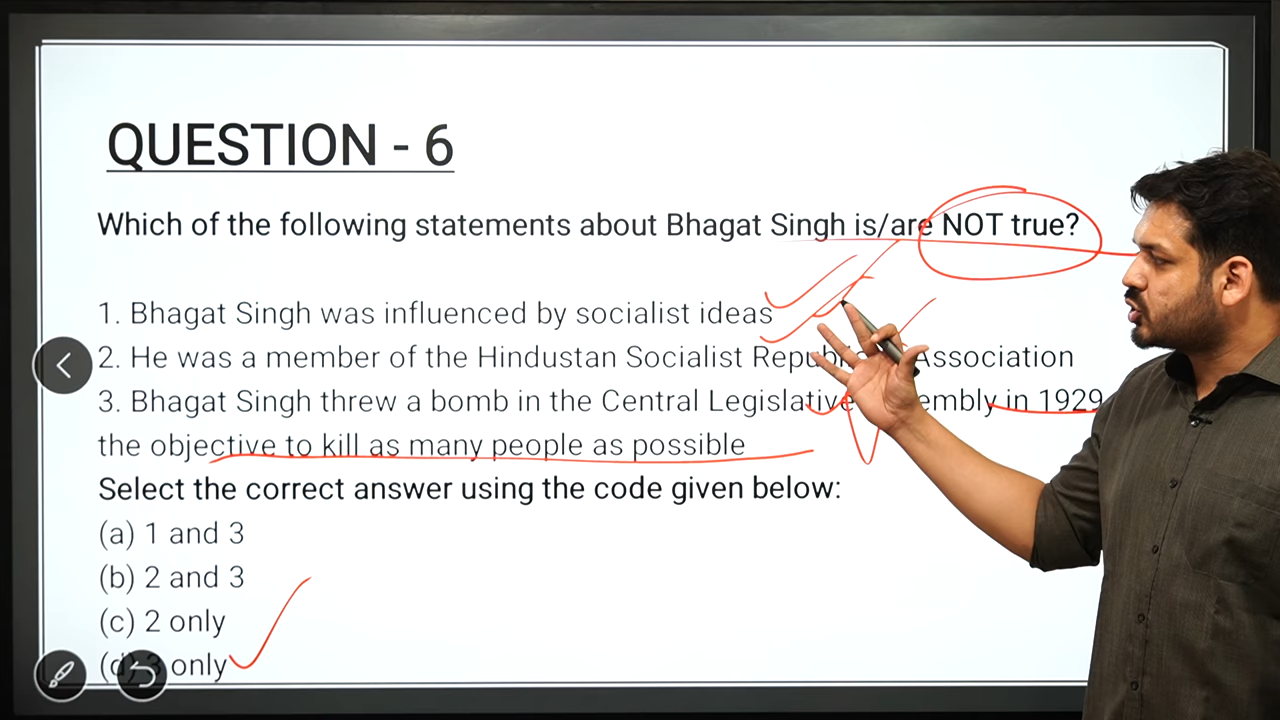 QUESTION - 6
Which of the following statements about Bhagat Singh is/are NOT true?
1. Bhagat Singh was influenced by socialist ideas
2. He was a member of the Hindustan Socialist Association
3. Bhagat Singh threw a bomb in the Central Legislative in 1929
the objective to kill as many people as possible
Select the correct answer using the code given below:
(a) 1 and 3
(b) 2 and 3
(c) 2 only
only